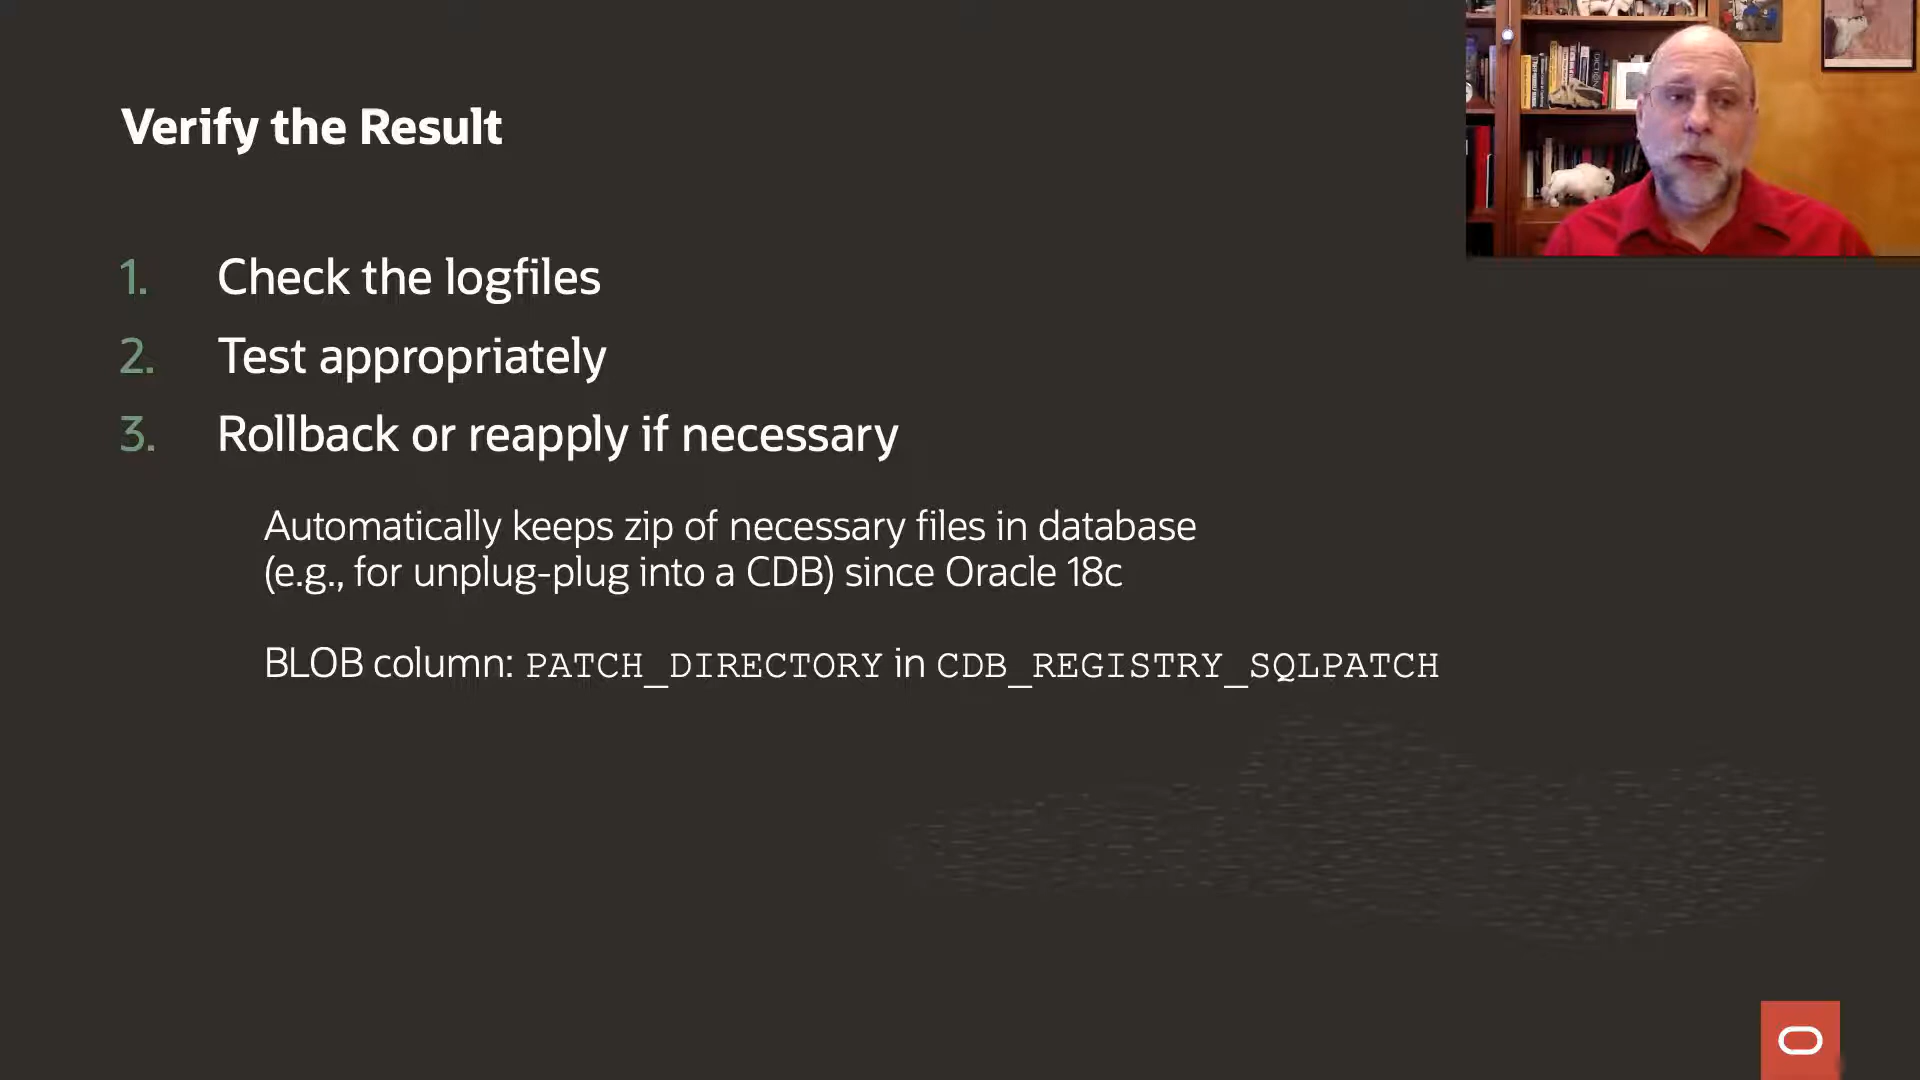 Verify the Result
1. Check the logfiles
2. Test appropriately
3. Rollback or reapply if necessary
Automatically keeps zip of necessary files in database
(e.g., for unplug-plug into a CDB) since Oracle 18c
BLOB column: PATCH_DIRECTORY in CDB_REGISTRY_SQLPATCH